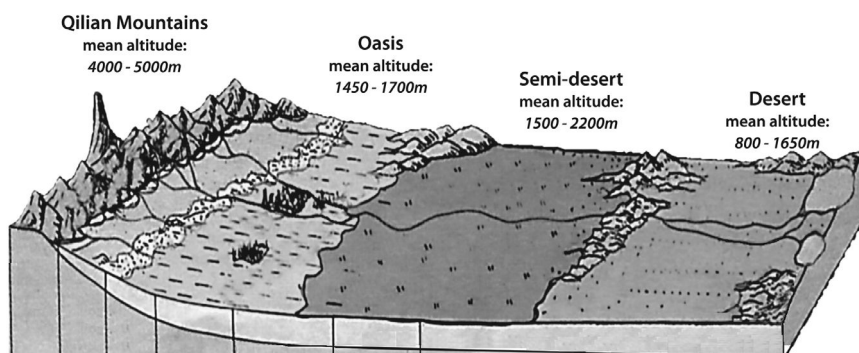 Qilian Mountains
mean altitude:
4000 - 5000m
Oasis
mean altitude:
1450 - 1700m
Semi-desert
mean altitude:
1500 - 2200m
Desert
mean altitude:
800 - 1650m